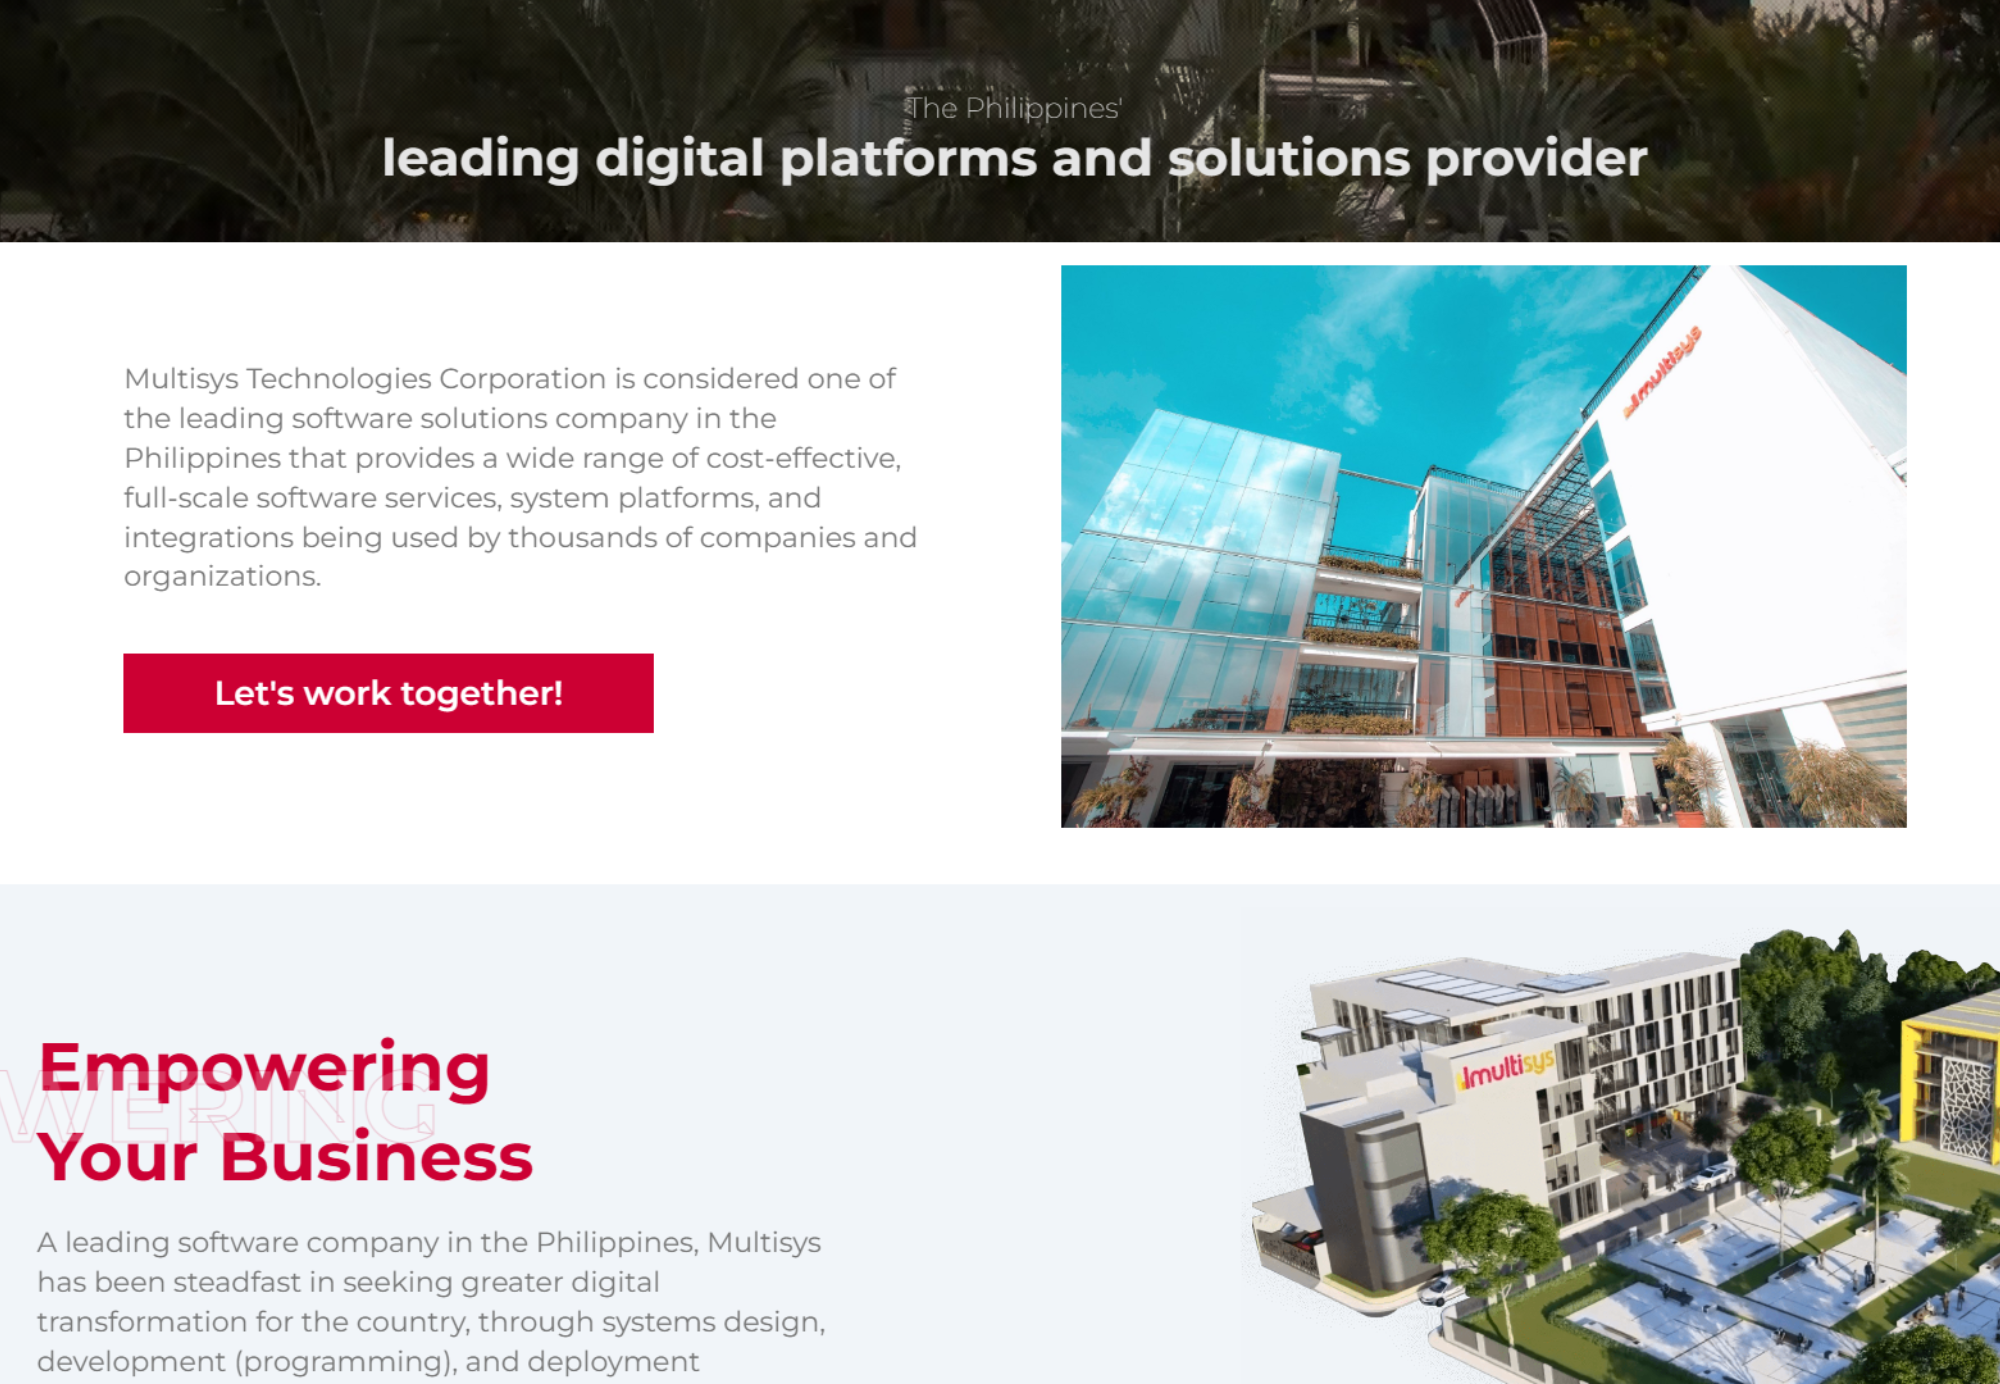 The Philippines'
leading digital platforms and solutions provider
Multisys Technologies Corporation is considered one of
the leading software solutions company in the
Philippines that provides a wide range of cost-effective,
full-scale software services, system platforms, and
integrations being used by thousands of companies and
organizations.
Let's work together!
multisys
multisys
WERING
Empowering
Your Business
A leading software company in the Philippines, Multisys
has been steadfast in seeking greater digital
transformation for the country, through systems design,
development (programming), and deployment